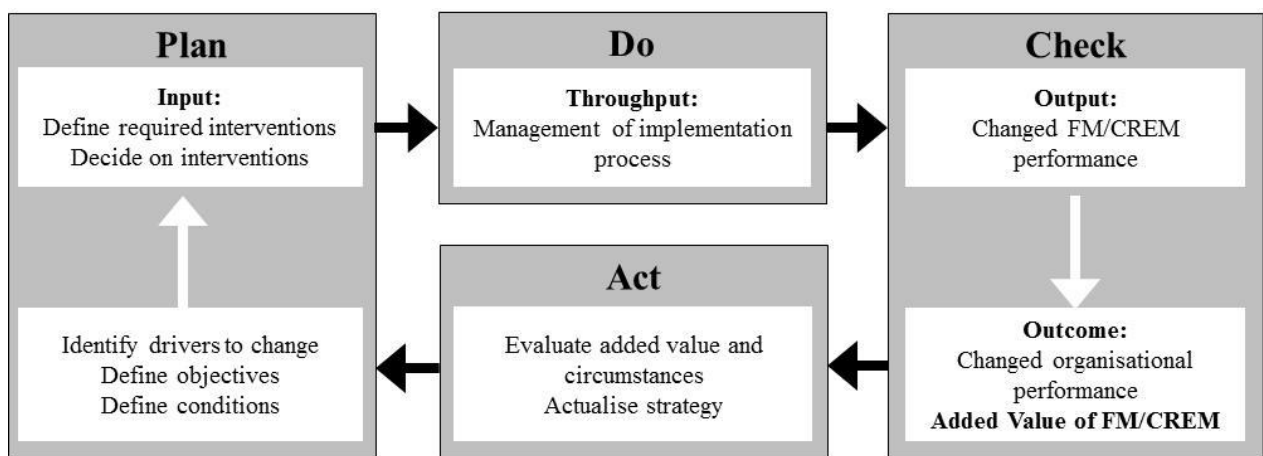 Plan
Input:
Define required interventions
Decide on interventions
Identify drivers to change
Define objectives
Define conditions
Do
Throughput:
Management of implementation
process
Check
Output:
Changed FM/CREM
performance
Outcome:
Changed organisational
performance
Added Value of FM/CREM
Act
Evaluate added value and
circumstances
Actualise strategy